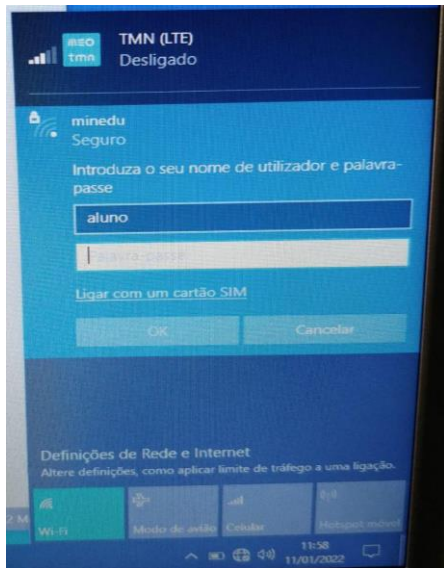 meo
tmn
TMN (LTE)
Desligado
minedu
Seguro
Introduza o seu nome de utilizador e palavra-
passe
aluno
Palavra-passe
Ligar com um cartão SIM
OK
Cancelar
Definições de Rede e Internet
Altere definições, como aplicar limite de tráfego a uma ligação.
Wi-Fi
Modo de avião
Celular
Hotspot móvel
11:58
11/01/2022